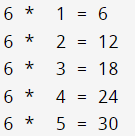 6 * 1 = 6
6 * 2 = 12
6 * 3 = 18
6 * 4 = 24
6 * 5 = 30